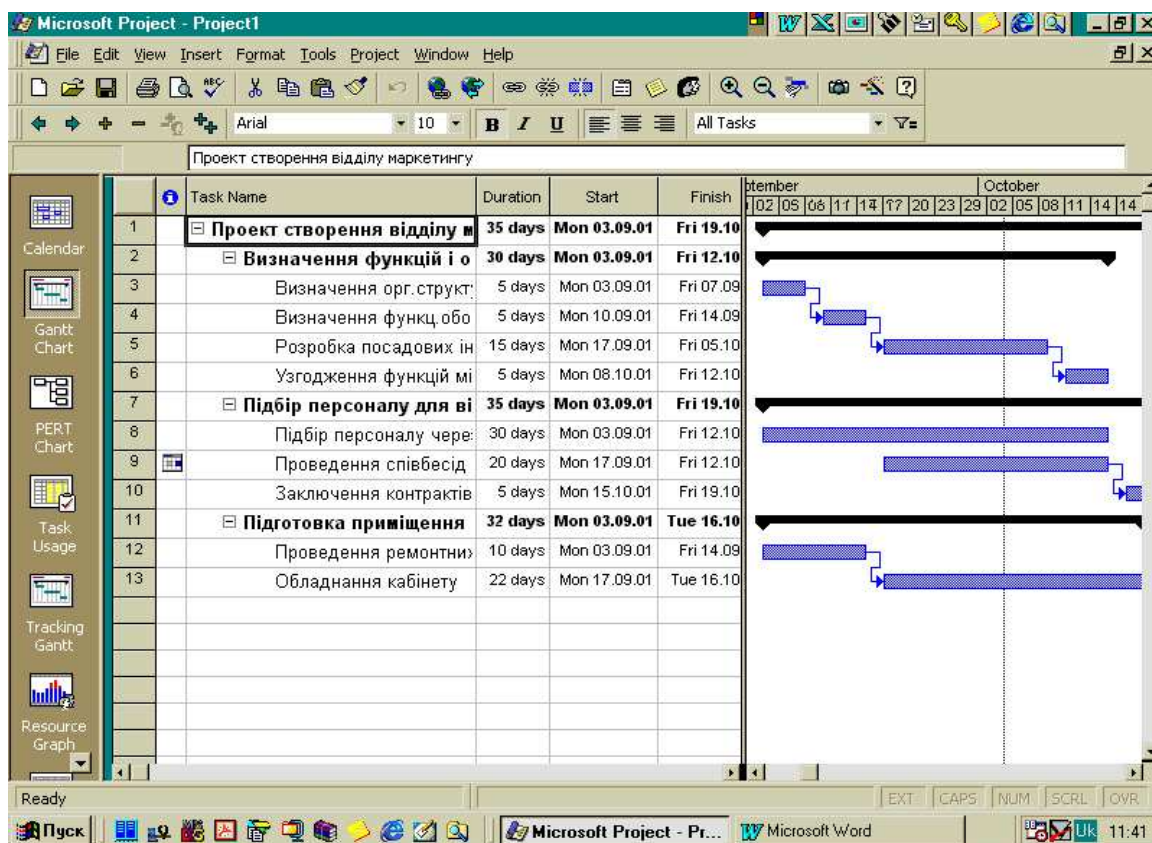 Microsoft Project - Project1
File Edit View Insert Format Tools Project Window Help
Arial 10 B I U All Tasks
Проект створення відділу маркетингу
Task Name Duration Start Finish
tember October
02 05 08 11 14 17 20 23 29 02 05 08 11 14 14
1 Проект створення відділу м 35 days Mon 03.09.01 Fri 19.10
2 Визначення функцій і о 30 days Mon 03.09.01 Fri 12.10
3 Визначення орг.структ 5 days Mon 03.09.01 Fri 07.09
4 Визначення функц.обо 5 days Mon 10.09.01 Fri 14.09
5 Розробка посадових ін 15 days Mon 17.09.01 Fri 05.10
6 Узгодження функцій мі 5 days Mon 08.10.01 Fri 12.10
7 Підбір персоналу для ві 35 days Mon 03.09.01 Fri 19.10
8 Підбір персоналу чере 30 days Mon 03.09.01 Fri 12.10
9 Проведення співбесід 20 days Mon 17.09.01 Fri 12.10
10 Заключення контрактів 5 days Mon 15.10.01 Fri 19.10
11 Підготовка приміщення 32 days Mon 03.09.01 Tue 16.10
12 Проведення ремонтних 10 days Mon 03.09.01 Fri 14.09
13 Обладнання кабінету 22 days Mon 17.09.01 Tue 16.10
Calendar
Gantt
Chart
PERT
Chart
Task
Usage
Tracking
Gantt
Resource
Graph
Ready EXT CAPS NUM SCRL OVR
Пуск Microsoft Project - Pr... Microsoft Word Uk 11:41